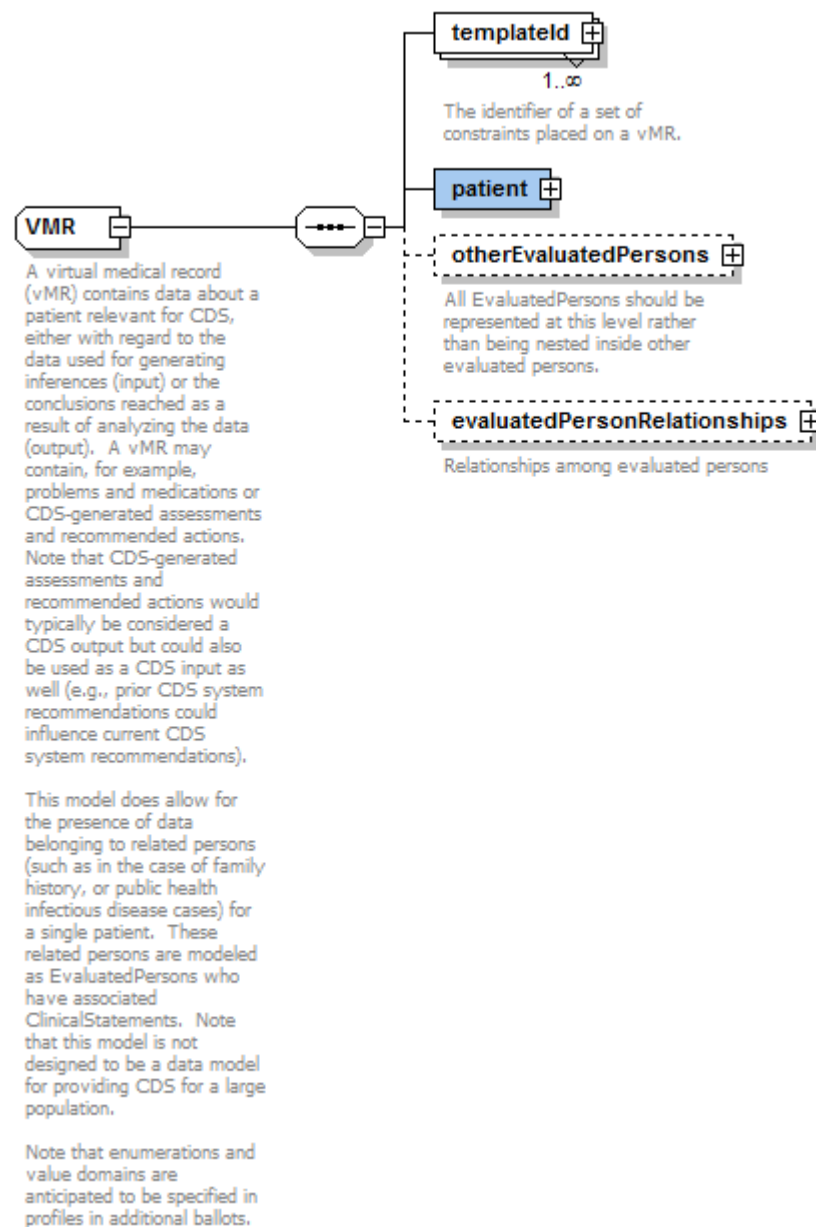 templateId
1..∞
The identifier of a set of
constraints placed on a vMR.
patient
VMR
otherEvaluatedPersons
All EvaluatedPersons should be
represented at this level rather
than being nested inside other
evaluated persons.
evaluatedPersonRelationships
Relationships among evaluated persons
A virtual medical record
(vMR) contains data about a
patient relevant for CDS,
either with regard to the
data used for generating
inferences (input) or the
conclusions reached as a
result of analyzing the data
(output).  A vMR may
contain, for example,
problems and medications or
CDS-generated assessments
and recommended actions.
Note that CDS-generated
assessments and
recommended actions would
typically be considered a
CDS output but could also
be used as a CDS input as
well (e.g., prior CDS system
recommendations could
influence current CDS
system recommendations).
This model does allow for
the presence of data
belonging to related persons
(such as in the case of family
history, or public health
infectious disease cases) for
a single patient.  These
related persons are modeled
as EvaluatedPersons who
have associated
ClinicalStatements.  Note
that this model is not
designed to be a data model
for providing CDS for a large
population.
Note that enumerations and
value domains are
anticipated to be specified in
profiles in additional ballots.